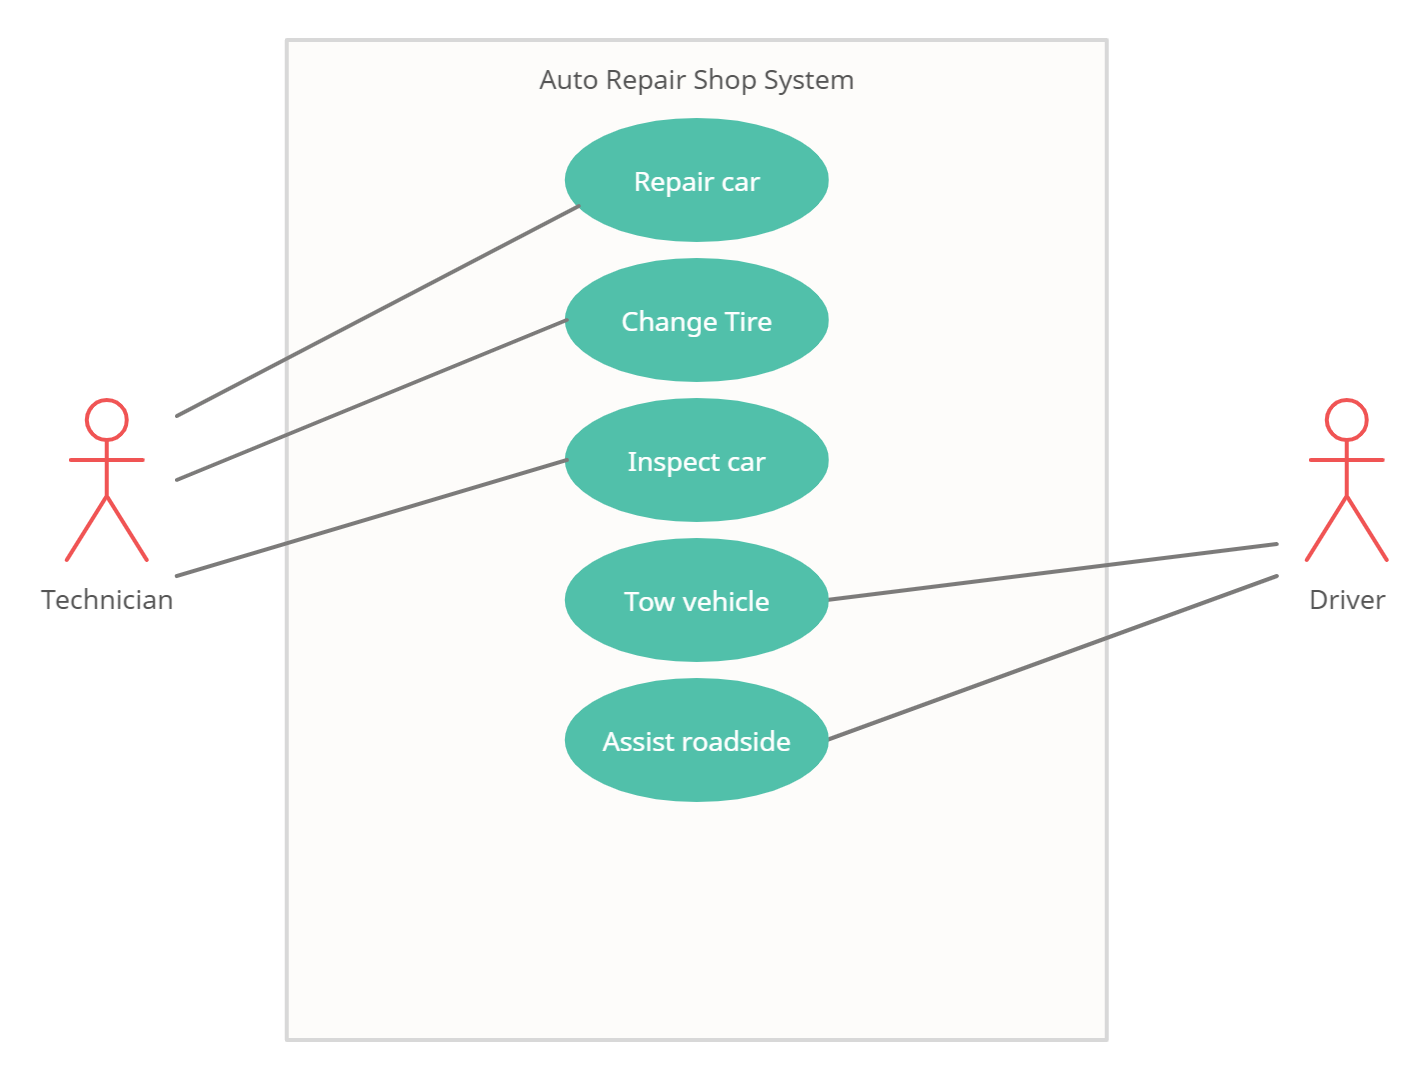 Auto Repair Shop System
Repair car
Change Tire
Inspect car
Tow vehicle
Assist roadside
Technician
Driver